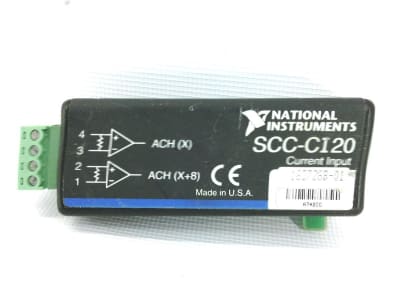 NATIONAL
INSTRUMENTS
SCC-CI20
Current Input
4
3
ACH (X)
2
1
ACH (X+8)
CE
Made in U.S.A.